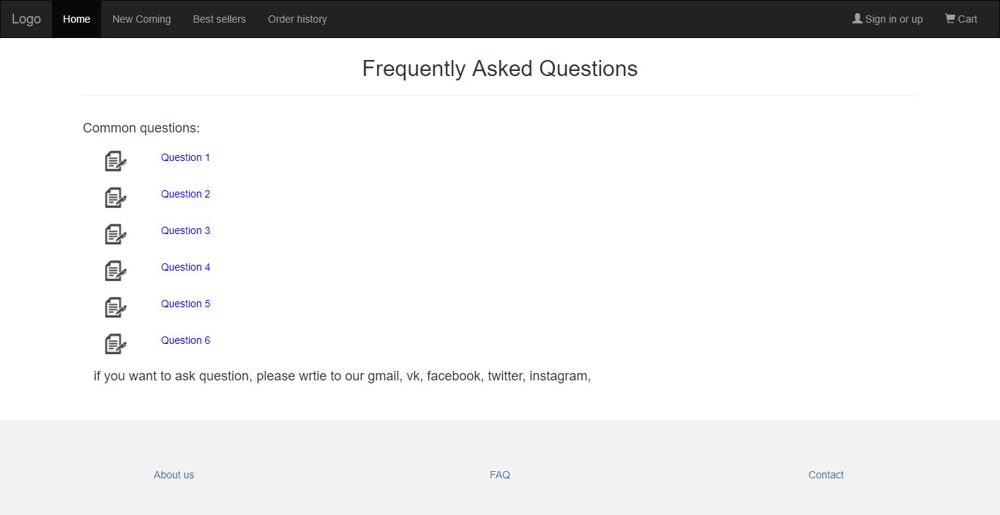 Logo Home New Coming Best sellers Order history Sign in or up Cart
Frequently Asked Questions
Common questions:
Question 1
Question 2
Question 3
Question 4
Question 5
Question 6
if you want to ask question, please wrtie to our gmail, vk, facebook, twitter, instagram,
About us FAQ Contact